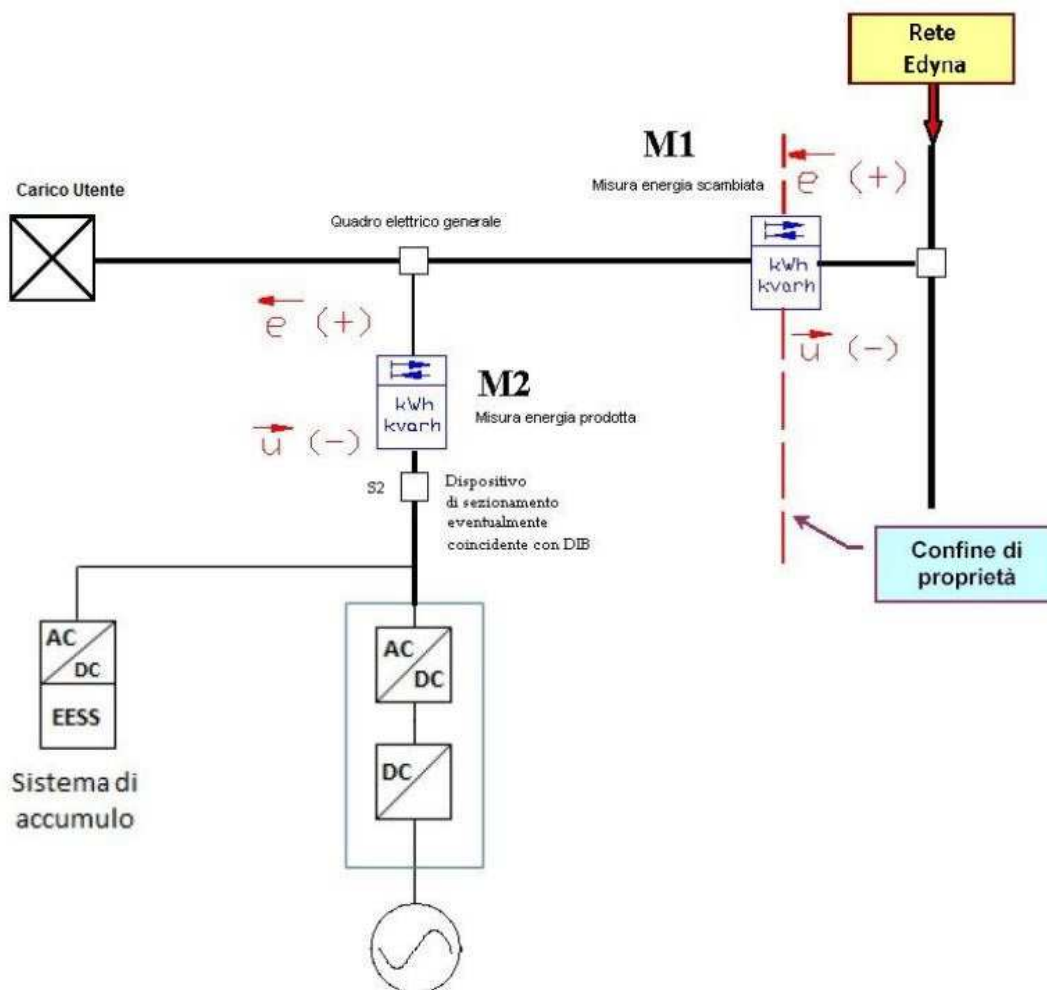 Rete
Edyna
M1
Misura energia scambiata
e (+)
Carico Utente
Quadro elettrico generale
kWh
kvarh
e (+)
u (-)
M2
Misura energia prodotta
kWh
kvarh
u (-)
S2
Dispositivo
di sezionamento
eventualmente
coincidente con DIB
Confine di
proprietà
AC
DC
EESS
Sistema di
accumulo
AC
DC
DC